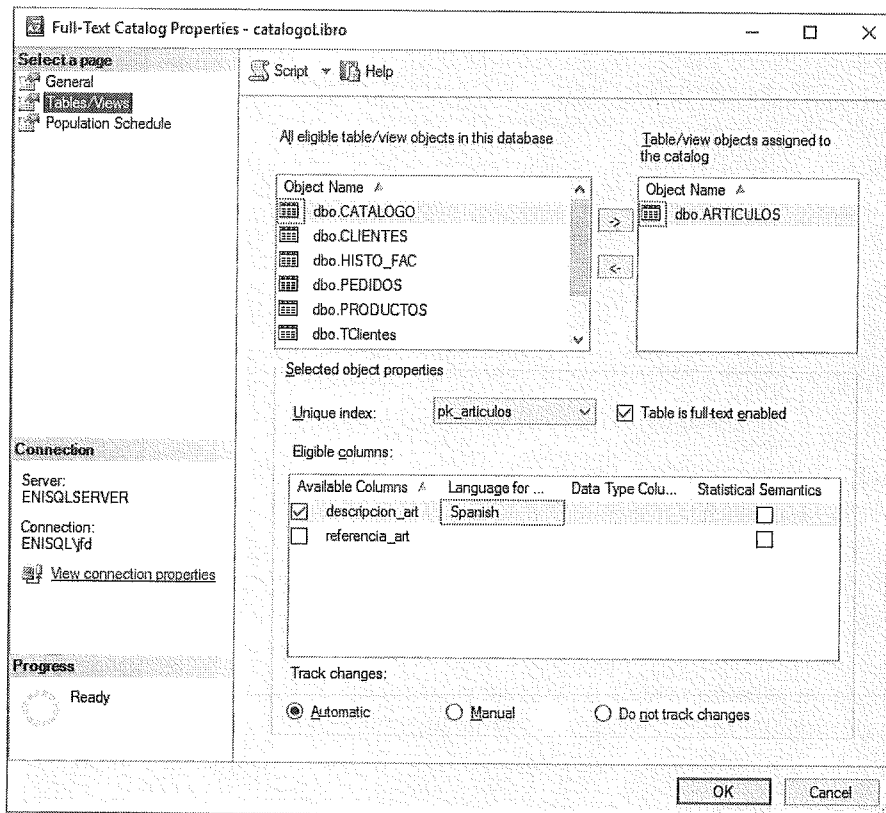 Full-Text Catalog Properties - catalogoLibro
Select a page
General
Tables/Views
Population Schedule
Script
Help
All eligible table/view objects in this database
Object Name
dbo.CATALOGO
dbo.CLIENTES
dbo.HISTO_FAC
dbo.PEDIDOS
dbo.PRODUCTOS
dbo.TClientes
->
<-
Table/view objects assigned to
the catalog
Object Name
dbo.ARTICULOS
Selected object properties
Unique index:
pk_articulos
Table is full-text enabled
Eligible columns:
Available Columns Language for ... Data Type Colu... Statistical Semantics
descripcion_art Spanish
referencia_art
Track changes:
Automatic Manual Do not track changes
Connection
Server:
ENISQLSERVER
Connection:
ENISQL\jfd
View connection properties
Progress
Ready
OK Cancel